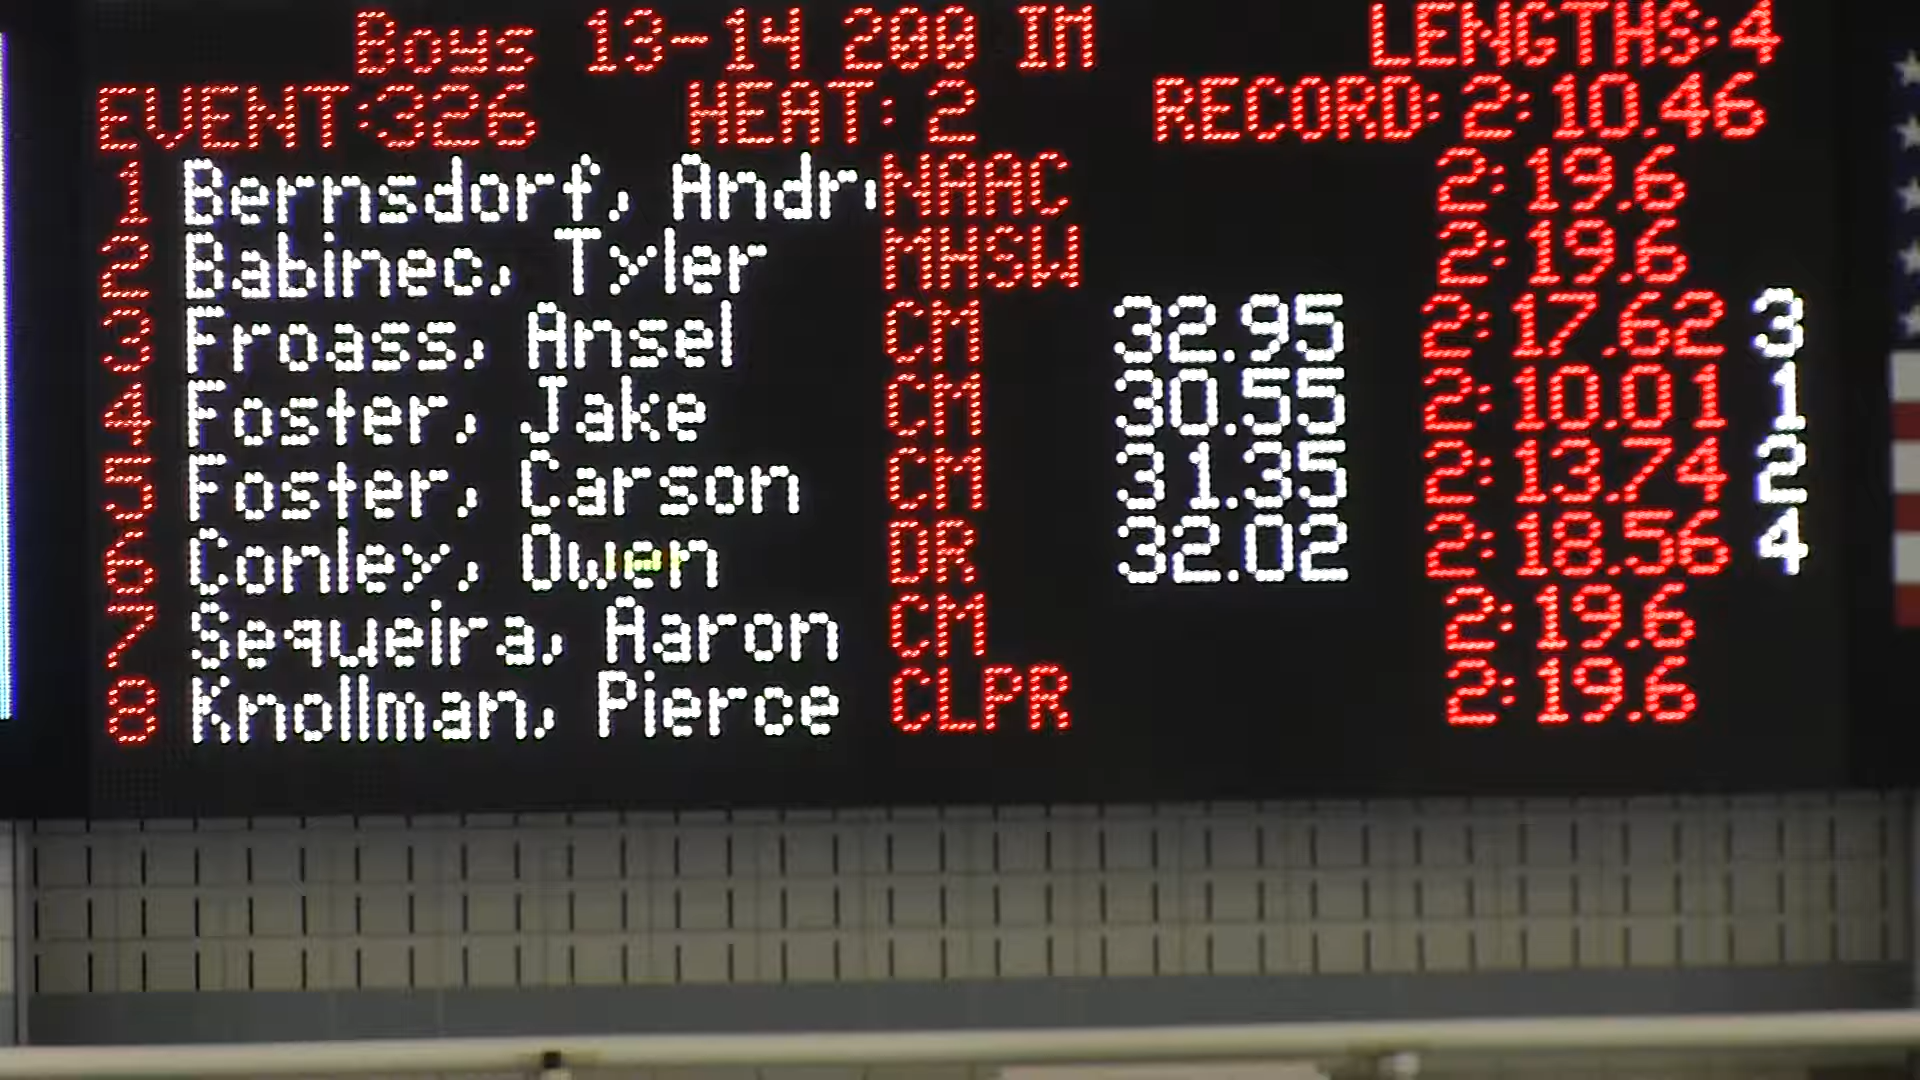 Boys 13-14 200 IM LENGTHS:4
EVENT:326 HEAT: 2 RECORD: 2:10.46
1 Bernsdorf, Andr NAAC 2:19.6
2 Babinec, Tyler MHSW 2:19.6
3 Froass, Ansel CM 32.95 2:17.62 3
4 Foster, Jake CM 30.55 2:10.01 1
5 Foster, Carson CM 31.35 2:13.74 2
6 Conley, Owen DR 32.02 2:18.56 4
7 Sequeira, Aaron CM 2:19.6
8 Knollman, Pierce CLPR 2:19.6